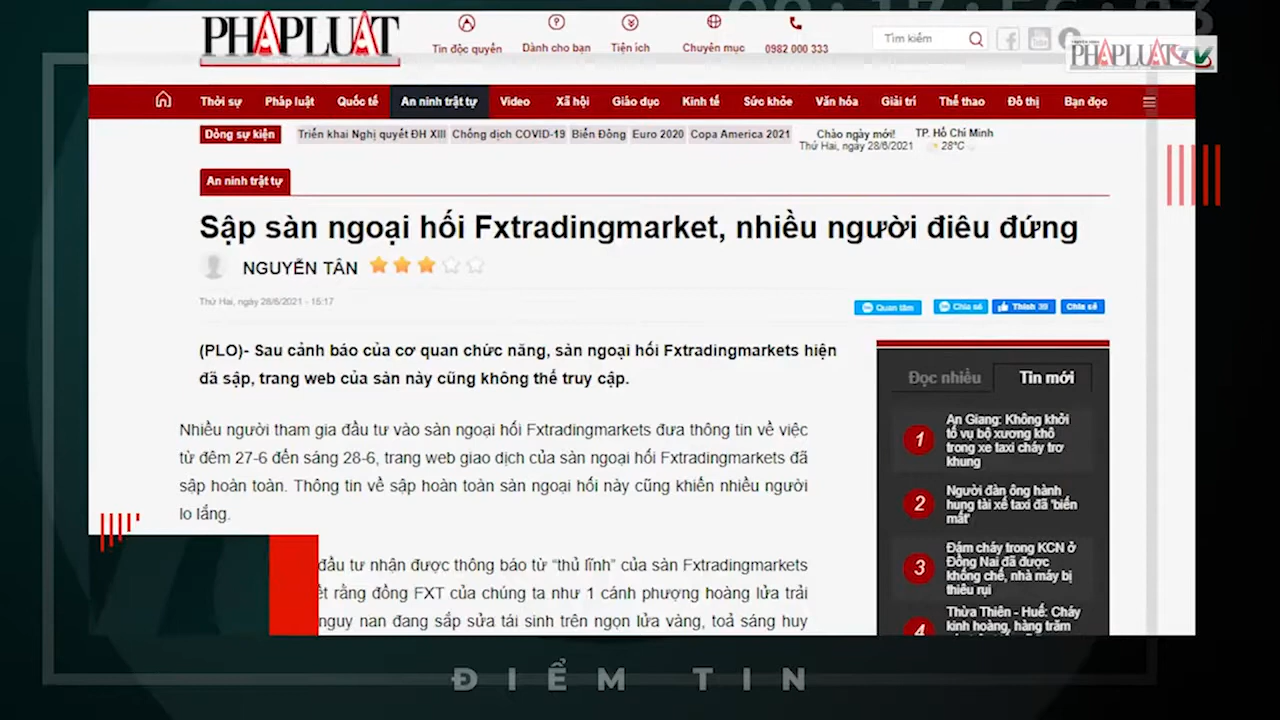 PHÁPLUẬT
Tin độc quyền
Dành cho bạn
Tiện ích
Chuyên mục
0982 000 333
Tìm kiếm
PHÁPLUẬT TV
Thời sự Pháp luật Quốc tế An ninh trật tự Video Xã hội Giáo dục Kinh tế Sức khỏe Văn hóa Giải trí Thể thao Đô thị Bạn đọc
Dòng sự kiện Triển khai Nghị quyết ĐH XIII Chống dịch COVID-19 Biển Đông Euro 2020 Copa America 2021
Chào ngày mới!
Thứ Hai, ngày 28/6/2021
TP. Hồ Chí Minh
28°C
An ninh trật tự
Sập sàn ngoại hối Fxtradingmarket, nhiều người điêu đứng
NGUYỄN TÂN
Thứ Hai, ngày 28/6/2021 - 15:17
Quan tâm Chia sẻ Thích 39 Chia sẻ
(PLO)- Sau cảnh báo của cơ quan chức năng, sàn ngoại hối Fxtradingmarkets hiện
đã sập, trang web của sàn này cũng không thể truy cập.
Nhiều người tham gia đầu tư vào sàn ngoại hối Fxtradingmarkets đưa thông tin về việc
từ đêm 27-6 đến sáng 28-6, trang web giao dịch của sàn ngoại hối Fxtradingmarkets đã
sập hoàn toàn. Thông tin về sập hoàn toàn sàn ngoại hối này cũng khiến nhiều người
lo lắng.
đầu tư nhận được thông báo từ “thủ lĩnh” của sàn Fxtradingmarkets
rằng đồng FXT của chúng ta như 1 cánh phượng hoàng lửa trải
nguy nan đang sắp sửa tái sinh trên ngọn lửa vàng, toả sáng huy
Đọc nhiều Tin mới
1
An Giang: Không khởi
tố vụ bộ xương khô
trong xe taxi cháy trơ
khung
2
Người đàn ông hành
hung tài xế taxi đã 'biến
mất'
3
Đám cháy trong KCN ở
Đồng Nai đã được
khống chế, nhà máy bị
thiêu rụi
4
Thừa Thiên - Huế: Cháy
kinh hoàng, hàng trăm
ĐIỂM TIN